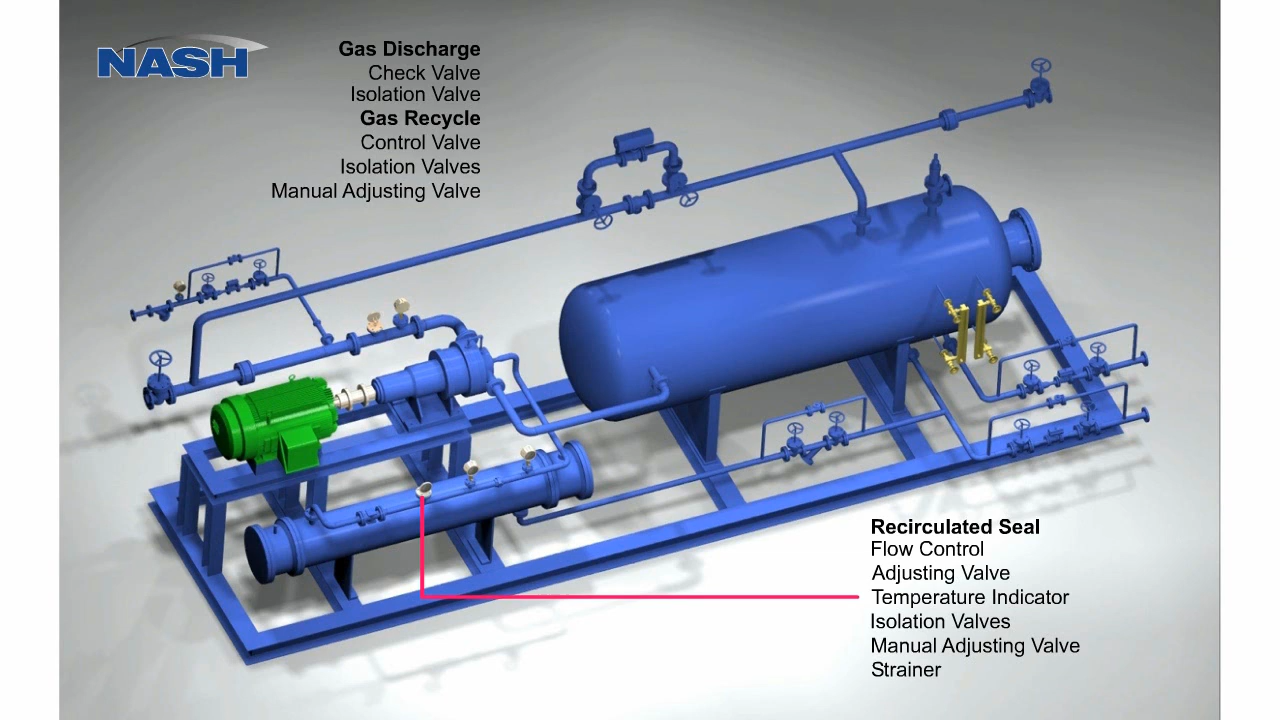 NASH
Gas Discharge
Check Valve
Isolation Valve
Gas Recycle
Control Valve
Isolation Valves
Manual Adjusting Valve
Recirculated Seal
Flow Control
Adjusting Valve
Temperature Indicator
Isolation Valves
Manual Adjusting Valve
Strainer